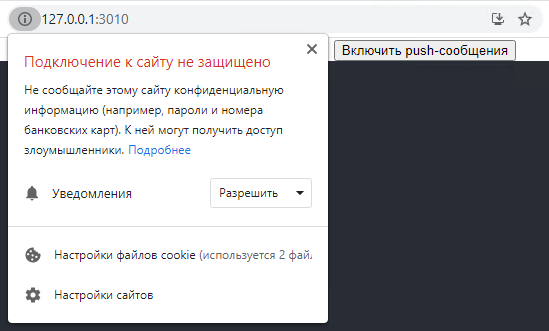 127.0.0.1:3010
Включить push-сообщения
Подключение к сайту не защищено
Не сообщайте этому сайту конфиденциальную
информацию (например, пароли и номера
банковских карт). К ней могут получить доступ
злоумышленники. Подробнее
Уведомления
Разрешить
Настройки файлов cookie (используется 2 фай
Настройки сайтов